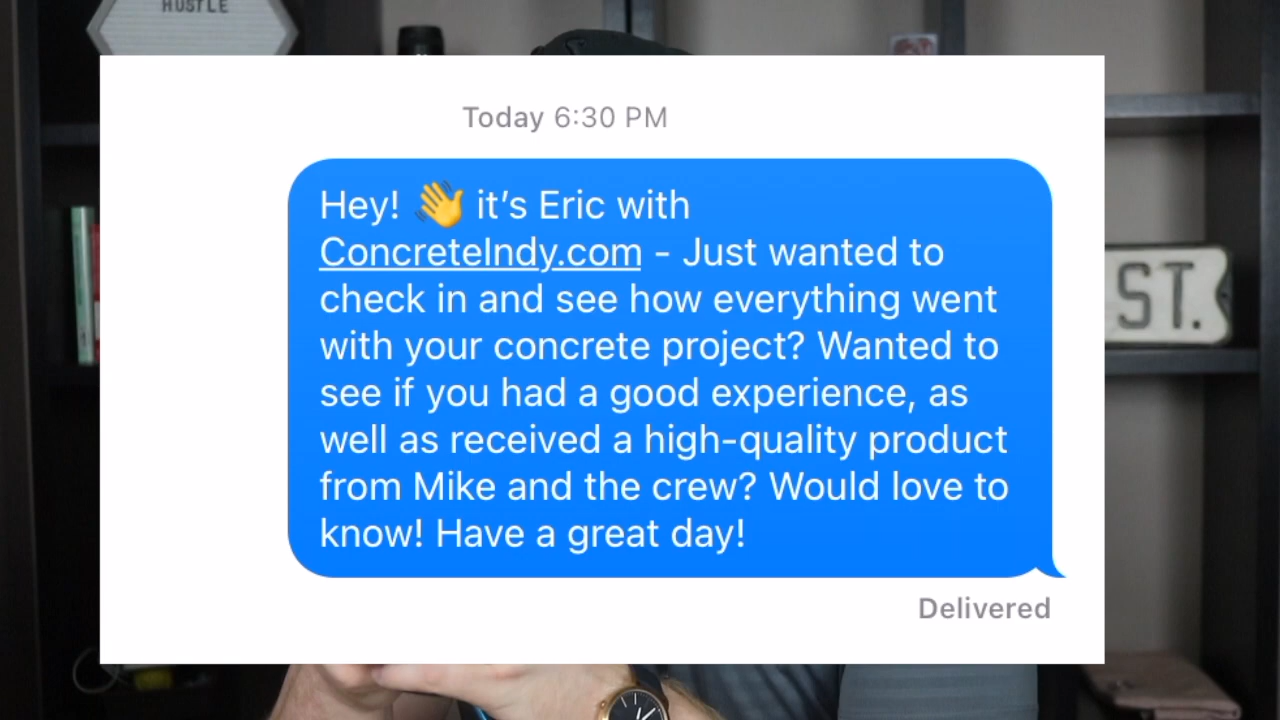 HUSTLE
Today 6:30 PM
Hey! 👋 it’s Eric with
ConcreteIndy.com - Just wanted to
check in and see how everything went
with your concrete project? Wanted to
see if you had a good experience, as
well as received a high-quality product
from Mike and the crew? Would love to
know! Have a great day!
ST.
Delivered